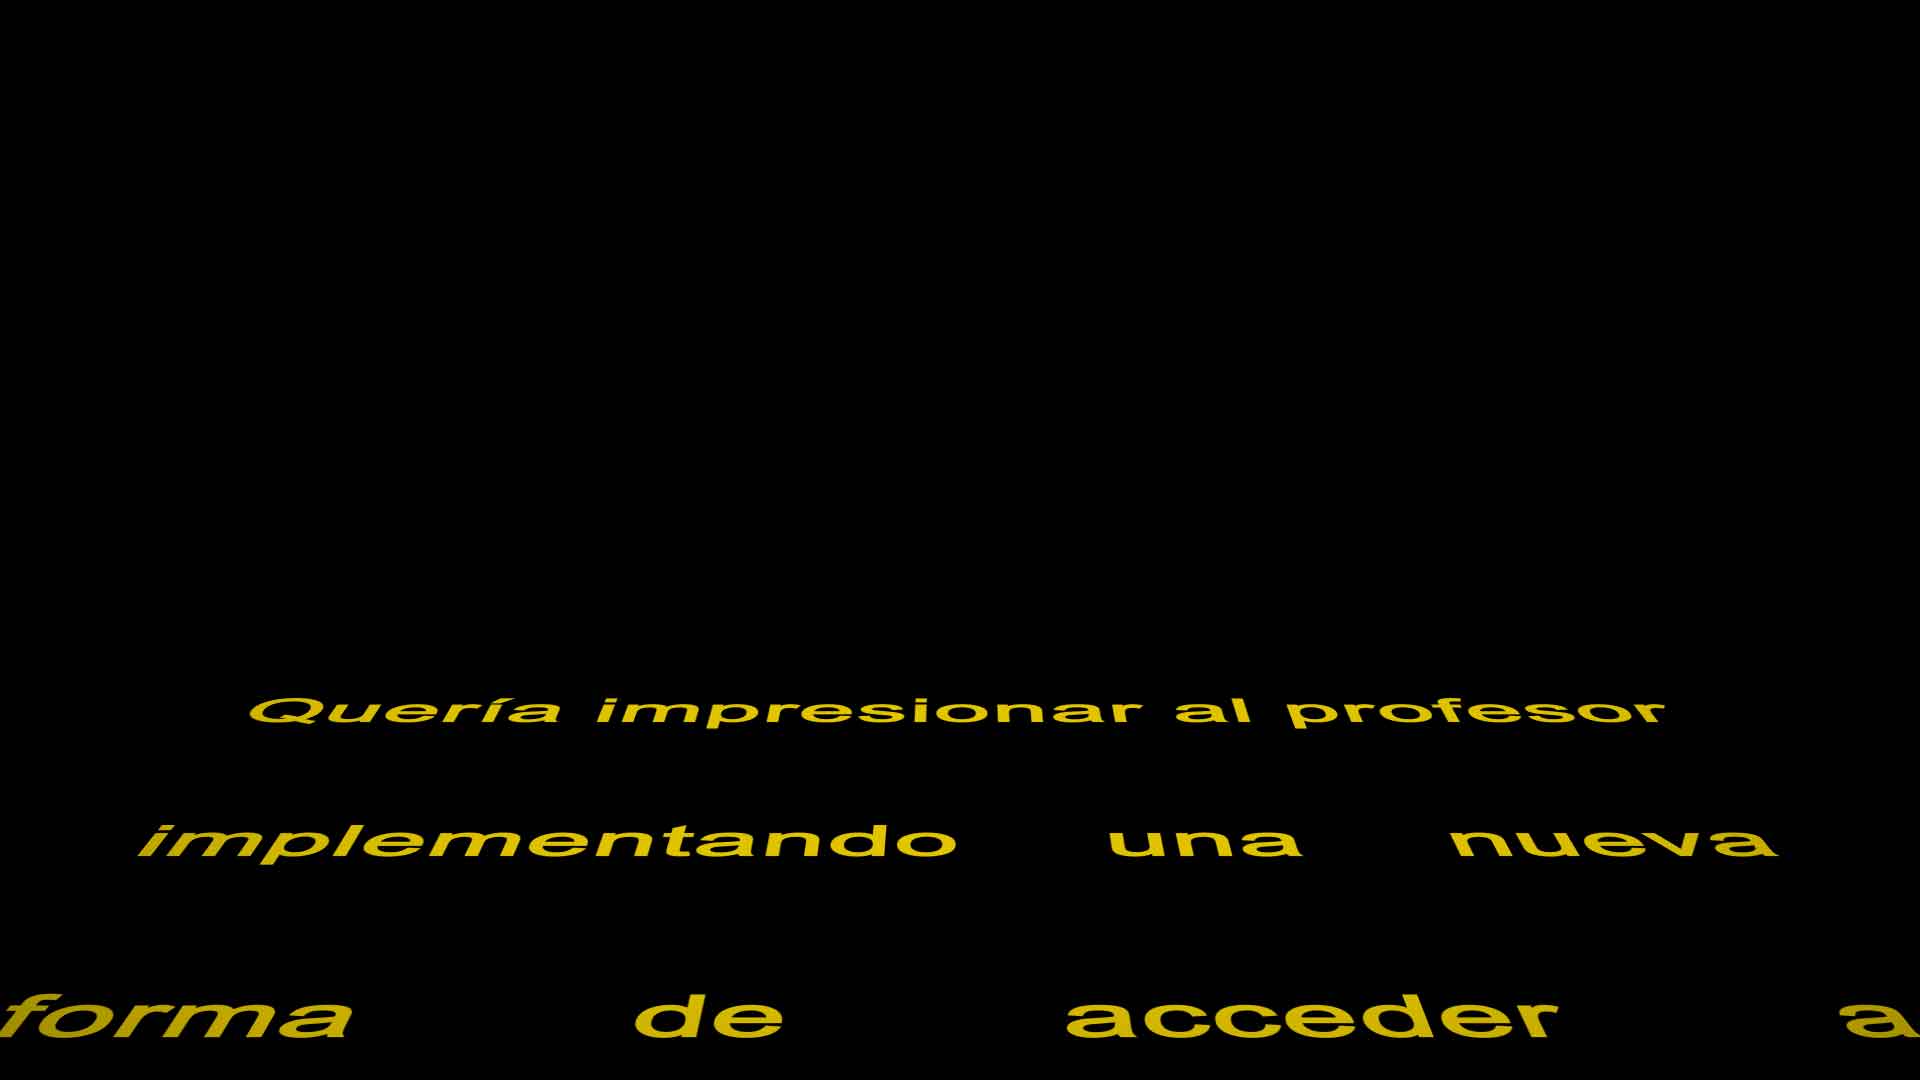 Quería impresionar al profesor
implementando una nueva
forma de acceder a